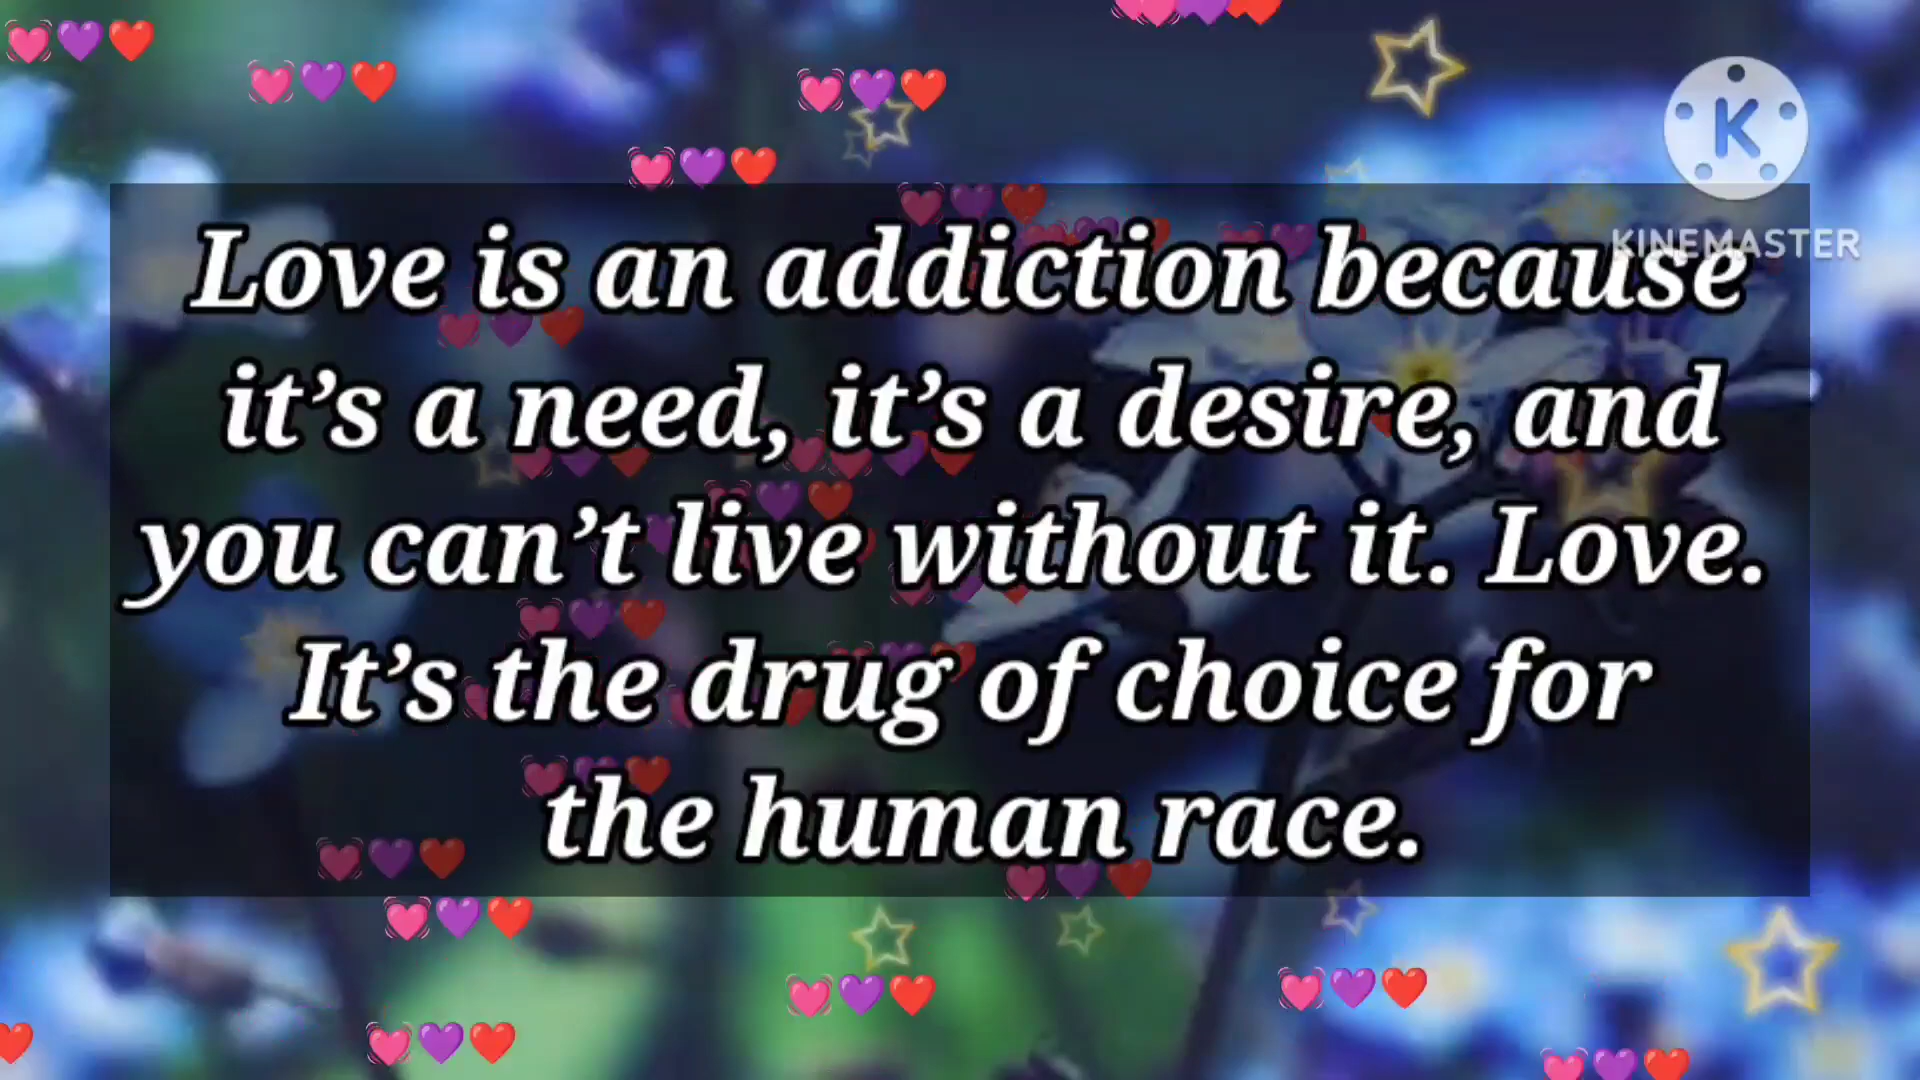 K
KINEMASTER
Love is an addiction because
it’s a need, it’s a desire, and
you can’t live without it. Love.
It’s the drug of choice for
the human race.